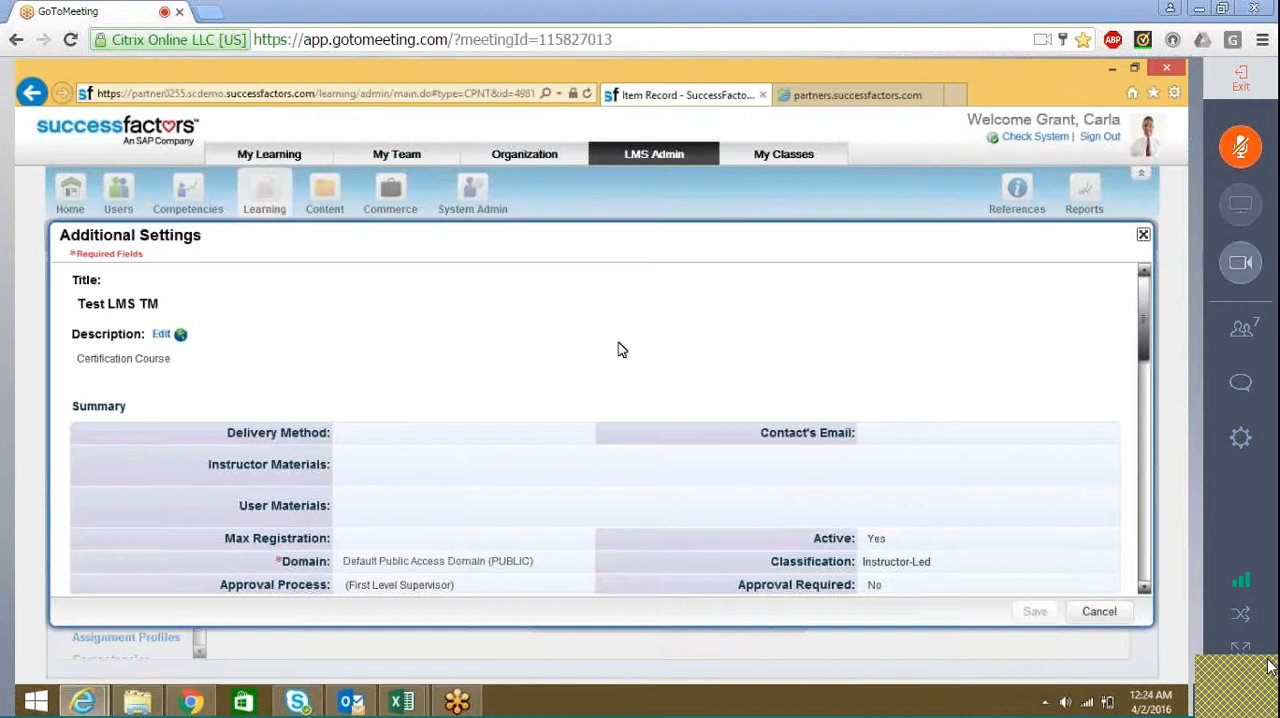 GoToMeeting
Citrix Online LLC [US] https://app.gotomeeting.com/?meetingId=115827013
ABP
G
sf https://partner0255.scdemo.successfactors.com/learning/admin/main.do#type=CPNT&id=4981
sf Item Record - SuccessFacto...
partners.successfactors.com
Exit
successfactors™
An SAP Company
Welcome Grant, Carla
Check System | Sign Out
My Learning My Team Organization LMS Admin My Classes
Home Users Competencies Learning Content Commerce System Admin References Reports
Additional Settings
*Required Fields
Title:
Test LMS TM
Description: Edit
Certification Course
Summary
Delivery Method: Contact's Email:
Instructor Materials:
User Materials:
Max Registration: Active: Yes
*Domain: Default Public Access Domain (PUBLIC) Classification: Instructor-Led
Approval Process: (First Level Supervisor) Approval Required: No
Save Cancel
Assignment Profiles
7
12:24 AM
4/2/2016